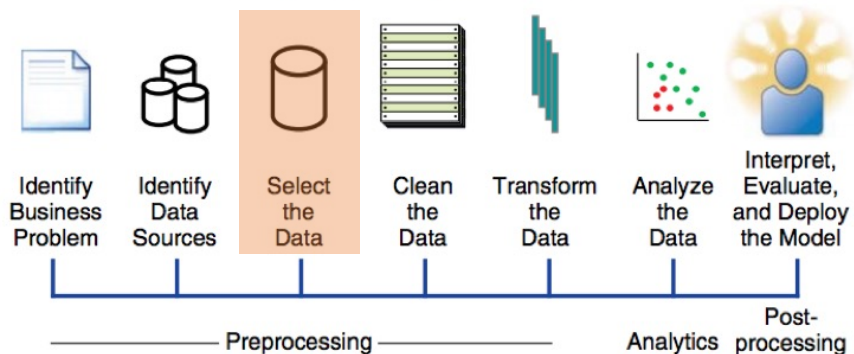 Identify
Business
Problem
Identify
Data
Sources
Select
the
Data
Clean
the
Data
Transform
the
Data
Analyze
the
Data
Interpret,
Evaluate,
and Deploy
the Model
Preprocessing
Analytics
Post-
processing